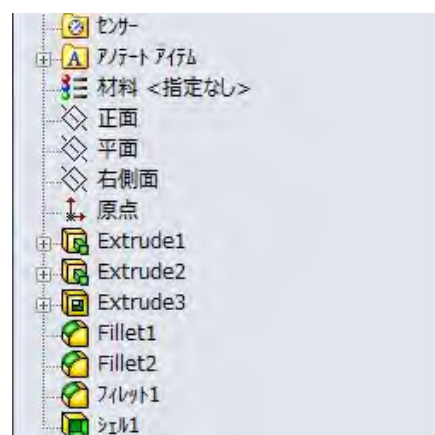 ｾﾝｻｰ
ｱﾉﾃｰﾄ ｱｲﾃﾑ
材料 <指定なし>
正面
平面
右側面
原点
Extrude1
Extrude2
Extrude3
Fillet1
Fillet2
ﾌｨﾚｯﾄ1
ｼｪﾙ1